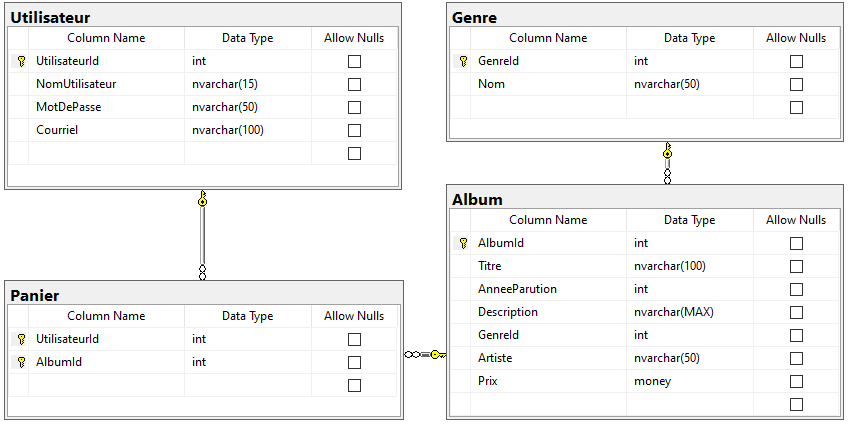 Utilisateur
Column Name Data Type Allow Nulls
UtilisateurId int
NomUtilisateur nvarchar(15)
MotDePasse nvarchar(50)
Courriel nvarchar(100)
Genre
Column Name Data Type Allow Nulls
GenreId int
Nom nvarchar(50)
Album
Column Name Data Type Allow Nulls
AlbumId int
Titre nvarchar(100)
AnneeParution int
Description nvarchar(MAX)
GenreId int
Artiste nvarchar(50)
Prix money
Panier
Column Name Data Type Allow Nulls
UtilisateurId int
AlbumId int